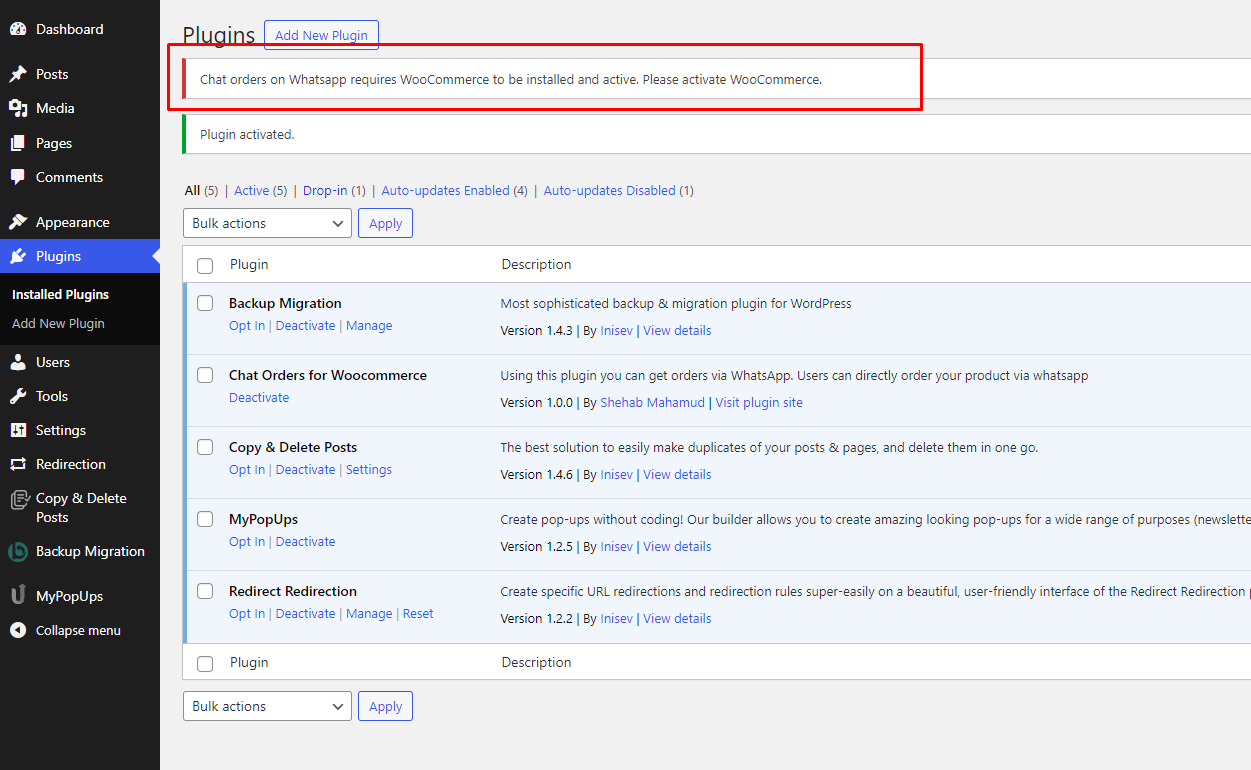 Dashboard
Posts
Media
Pages
Comments
Appearance
Plugins
Installed Plugins
Add New Plugin
Users
Tools
Settings
Redirection
Copy & Delete
Posts
Backup Migration
MyPopUps
Collapse menu
Plugins Add New Plugin
Chat orders on Whatsapp requires WooCommerce to be installed and active. Please activate WooCommerce.
Plugin activated.
All (5) | Active (5) | Drop-in (1) | Auto-updates Enabled (4) | Auto-updates Disabled (1)
Bulk actions Apply
Plugin Description
Backup Migration Most sophisticated backup & migration plugin for WordPress
Opt In | Deactivate | Manage Version 1.4.3 | By Inisev | View details
Chat Orders for Woocommerce Using this plugin you can get orders via WhatsApp. Users can directly order your product via whatsapp
Deactivate Version 1.0.0 | By Shehab Mahamud | Visit plugin site
Copy & Delete Posts The best solution to easily make duplicates of your posts & pages, and delete them in one go.
Opt In | Deactivate | Settings Version 1.4.6 | By Inisev | View details
MyPopUps Create pop-ups without coding! Our builder allows you to create amazing looking pop-ups for a wide range of purposes (newslette
Opt In | Deactivate Version 1.2.5 | By Inisev | View details
Redirect Redirection Create specific URL redirections and redirection rules super-easily on a beautiful, user-friendly interface of the Redirect Redirection
Opt In | Deactivate | Manage | Reset Version 1.2.2 | By Inisev | View details
Plugin Description
Bulk actions Apply